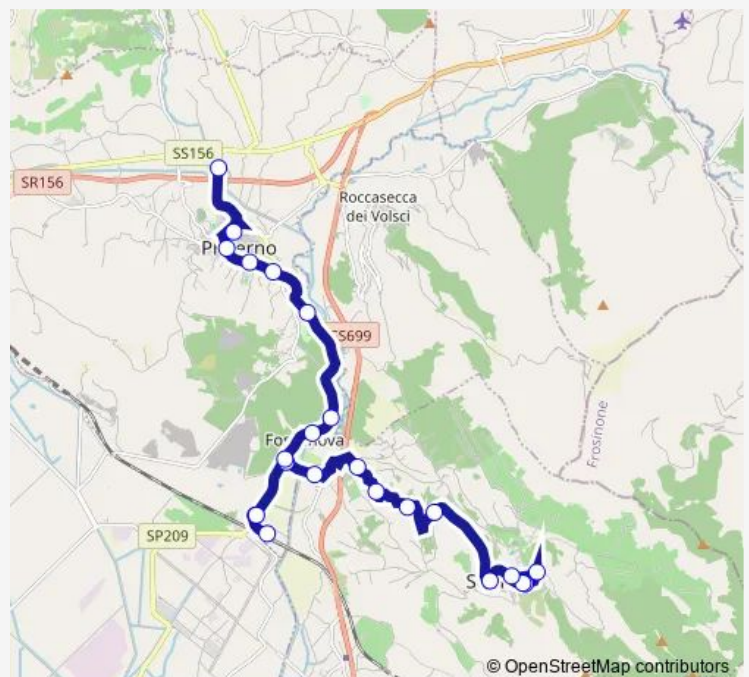 SS156
SR156
Roccasecca
dei Volsci
SS699
SP209
Frosinone
© OpenStreetMap contributors